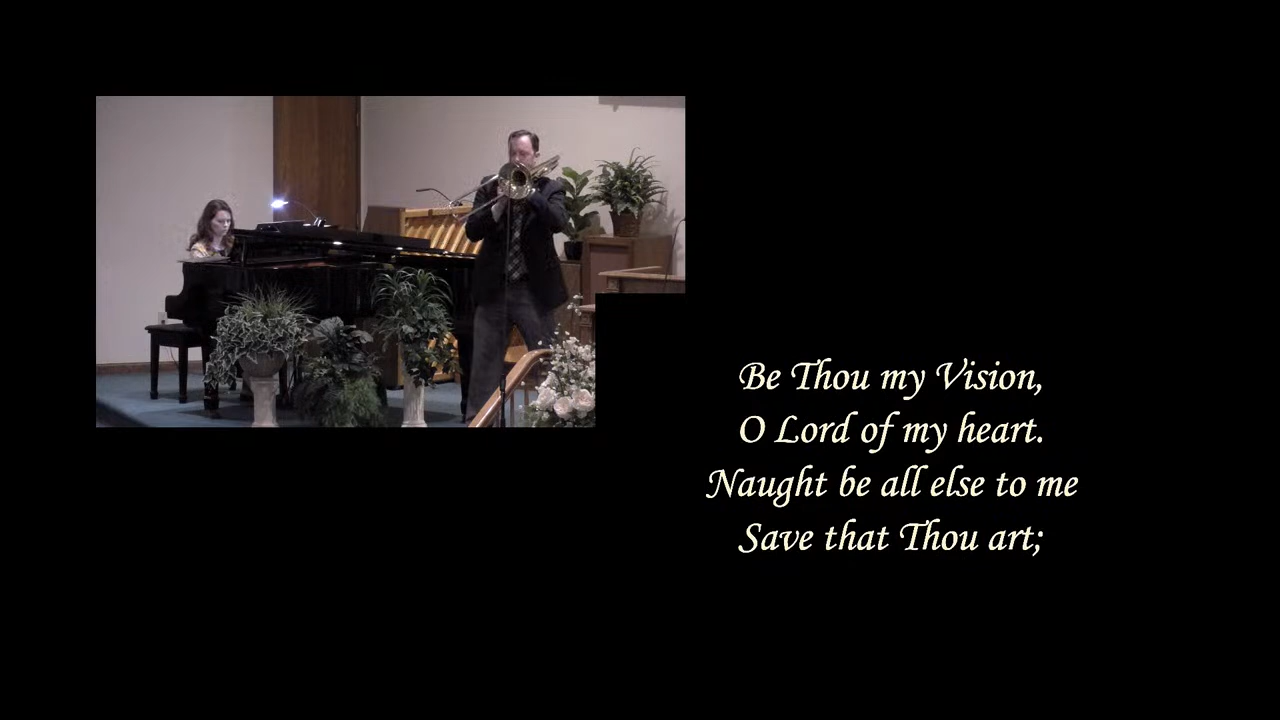 Be Thou my Vision,
O Lord of my heart.
Naught be all else to me
Save that Thou art;